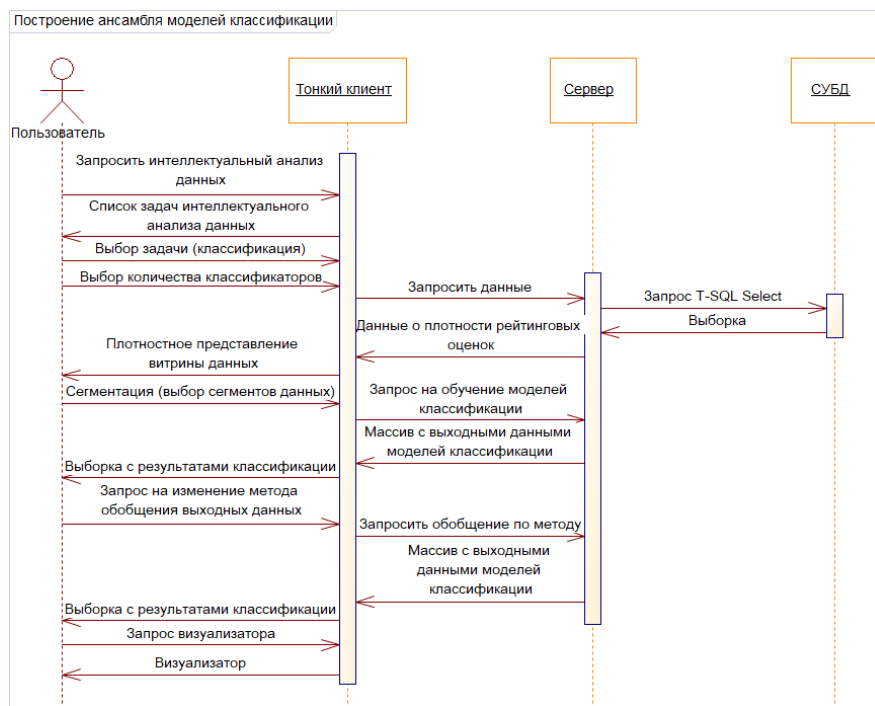 Построение ансамбля моделей классификации
Пользователь
Тонкий клиент
Сервер
СУБД
Запросить интеллектуальный анализ
данных
Список задач интеллектуального
анализа данных
Выбор задачи (классификация)
Выбор количества классификаторов
Запросить данные
Запрос T-SQL Select
Выборка
Данные о плотности рейтинговых
оценок
Плотностное представление
витрины данных
Сегментация (выбор сегментов данных)
Запрос на обучение моделей
классификации
Массив с выходными данными
моделей классификации
Выборка с результатами классификации
Запрос на изменение метода
обобщения выходных данных
Запросить обобщение по методу
Массив с выходными
данными моделей
классификации
Выборка с результатами классификации
Запрос визуализатора
Визуализатор